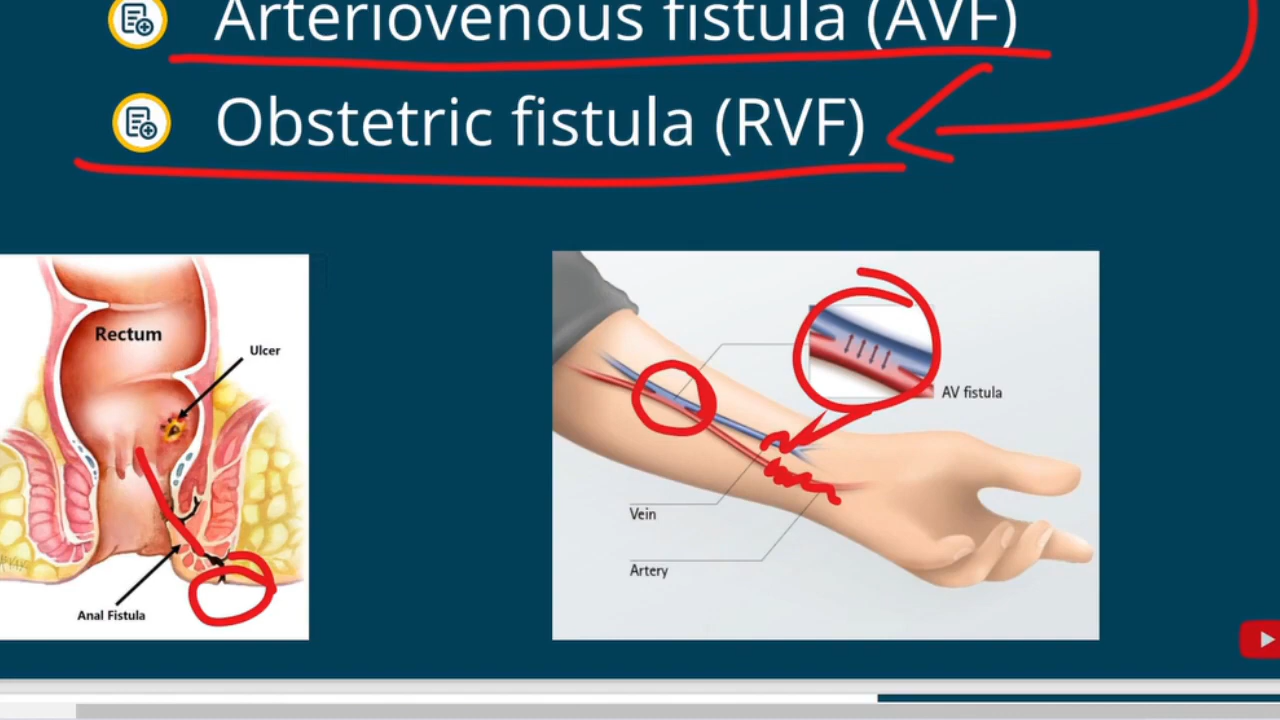 Arteriovenous fistula (AVF)
Obstetric fistula (RVF)
Rectum
Ulcer
Anal Fistula
AV fistula
Vein
Artery